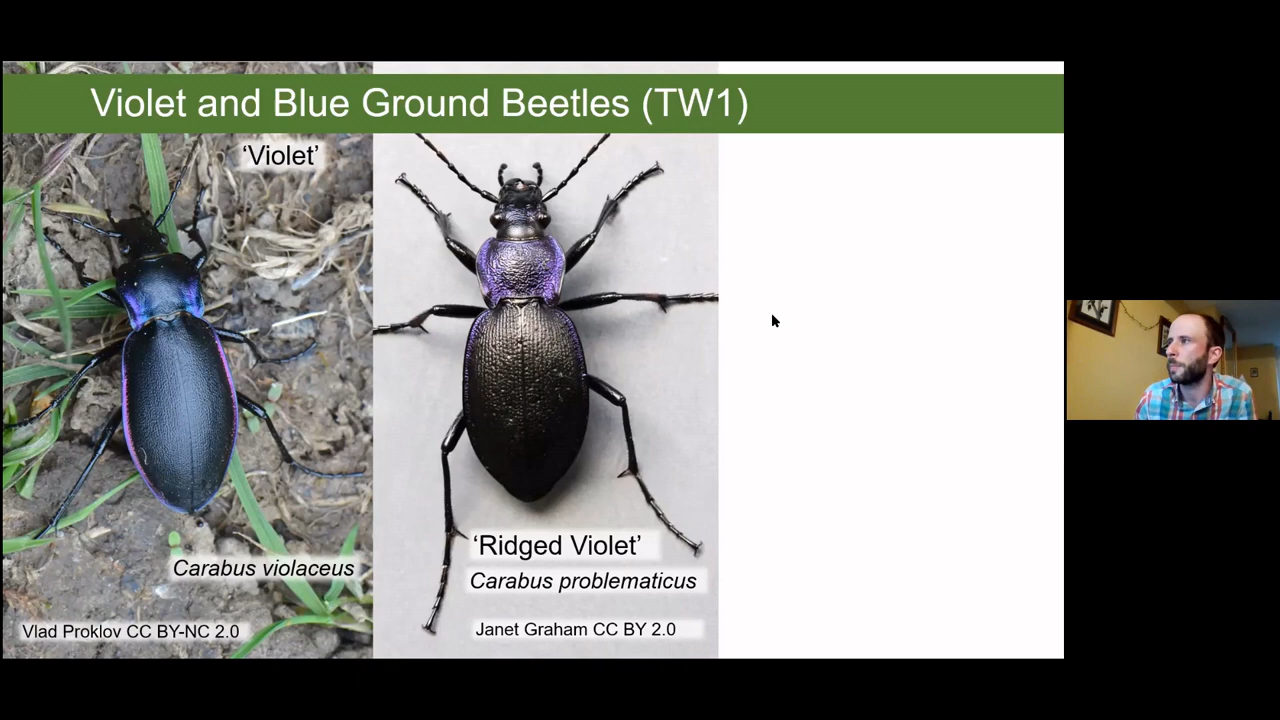 Violet and Blue Ground Beetles (TW1)
‘Violet’
Carabus violaceus
Vlad Proklov CC BY-NC 2.0
‘Ridged Violet’
Carabus problematicus
Janet Graham CC BY 2.0